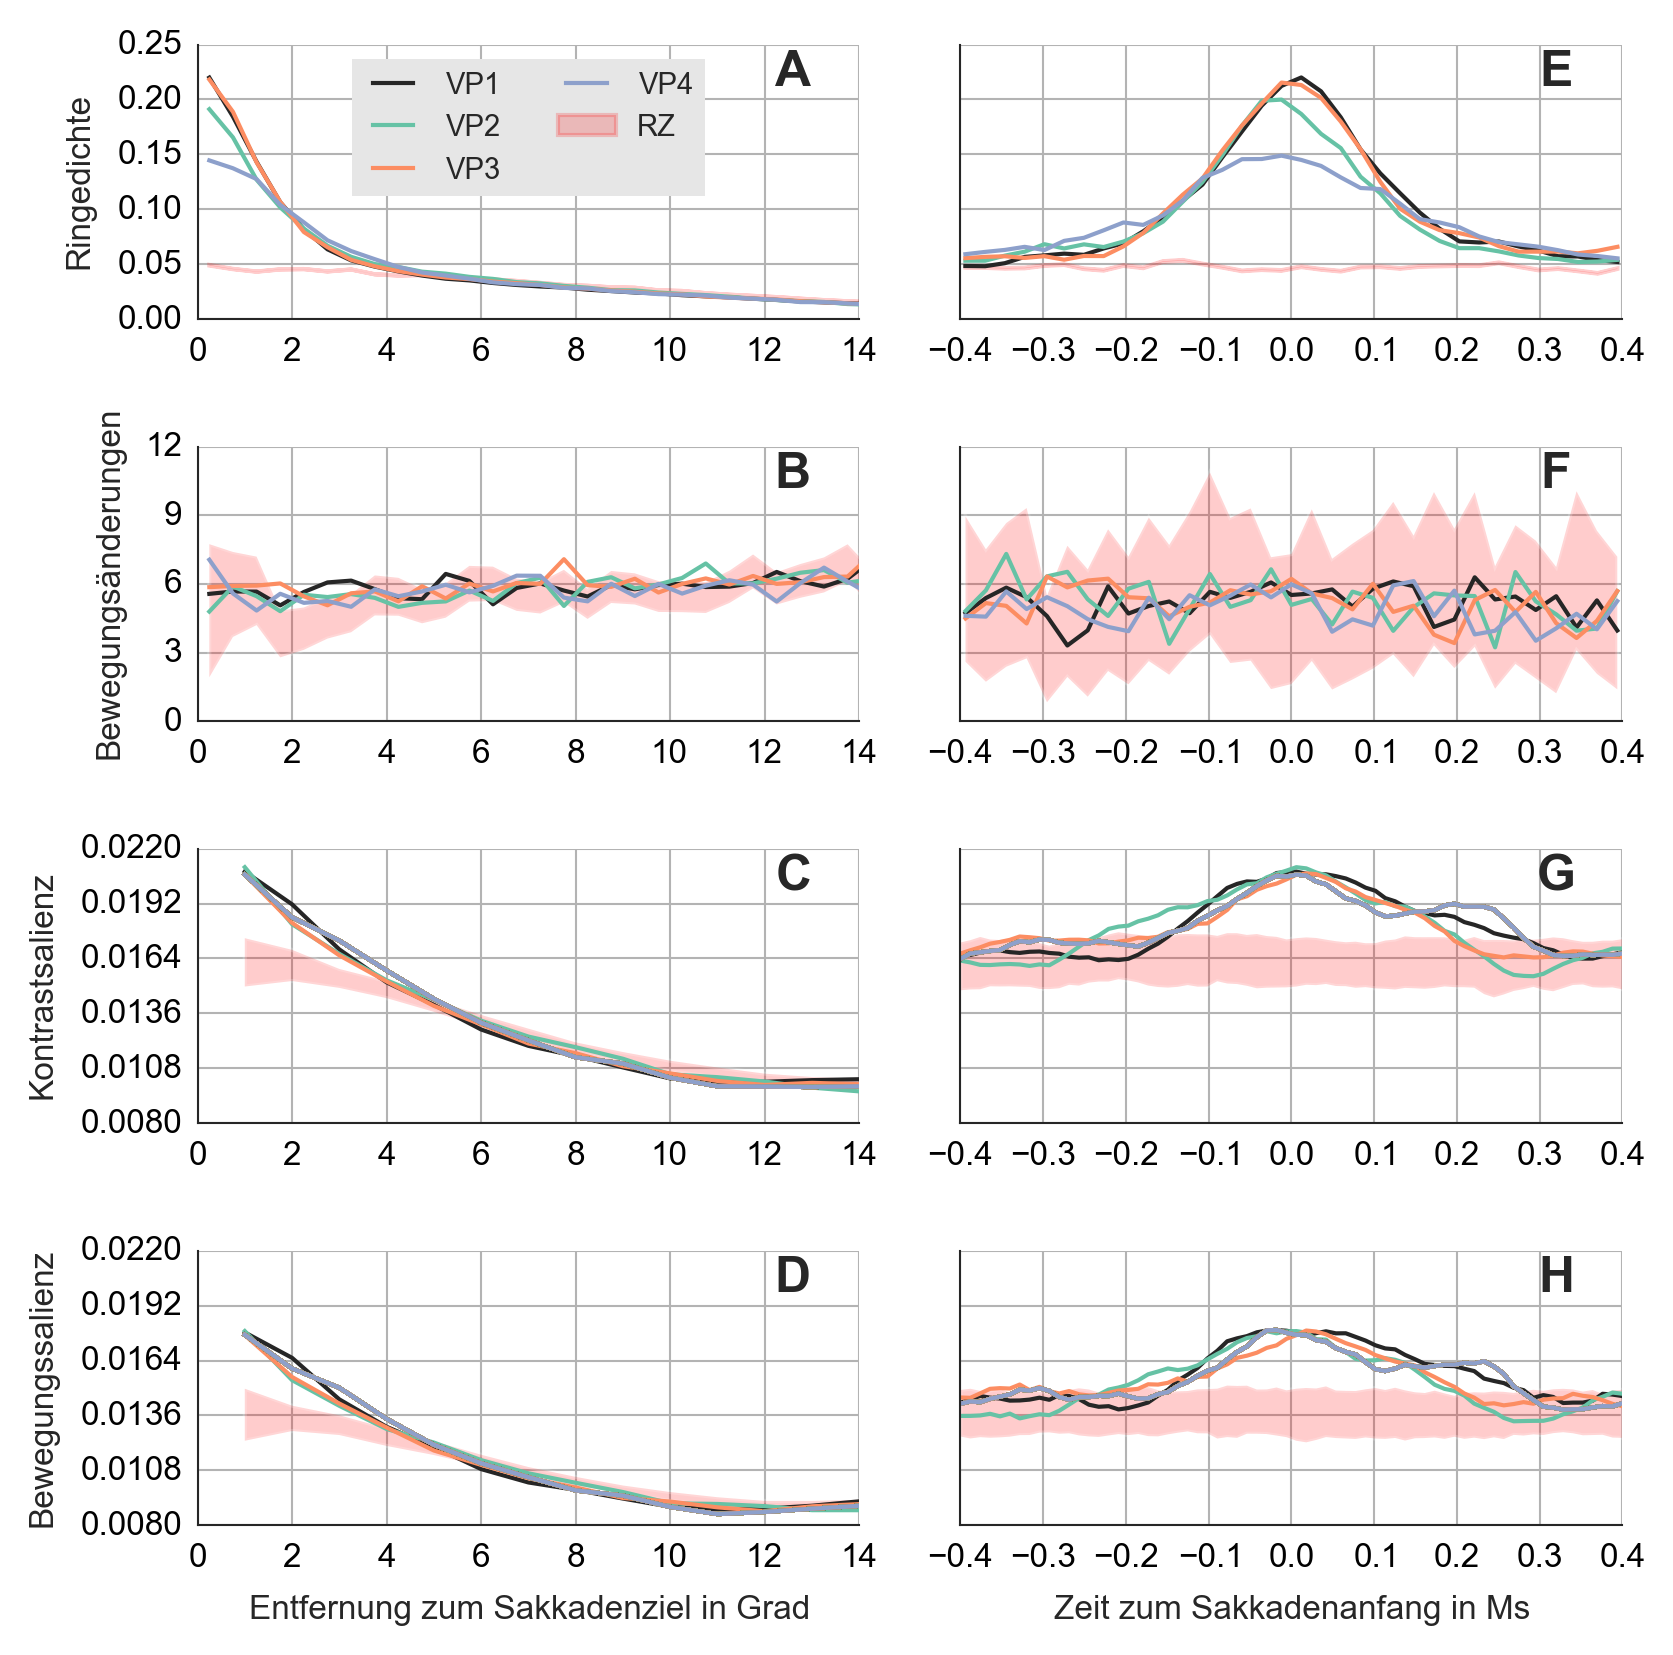 A
Ringedichte
0.25
0.20
0.15
0.10
0.05
0.00
VP1
VP2
VP3
VP4
RZ
0 2 4 6 8 10 12 14
E
−0.4 −0.3 −0.2 −0.1 0.0 0.1 0.2 0.3 0.4
B
Bewegungsänderungen
12
9
6
3
0
0 2 4 6 8 10 12 14
F
−0.4 −0.3 −0.2 −0.1 0.0 0.1 0.2 0.3 0.4
C
Kontrastsalienz
0.0220
0.0192
0.0164
0.0136
0.0108
0.0080
0 2 4 6 8 10 12 14
G
−0.4 −0.3 −0.2 −0.1 0.0 0.1 0.2 0.3 0.4
D
Bewegungssalienz
0.0220
0.0192
0.0164
0.0136
0.0108
0.0080
0 2 4 6 8 10 12 14
Entfernung zum Sakkadenziel in Grad
H
−0.4 −0.3 −0.2 −0.1 0.0 0.1 0.2 0.3 0.4
Zeit zum Sakkadenanfang in Ms